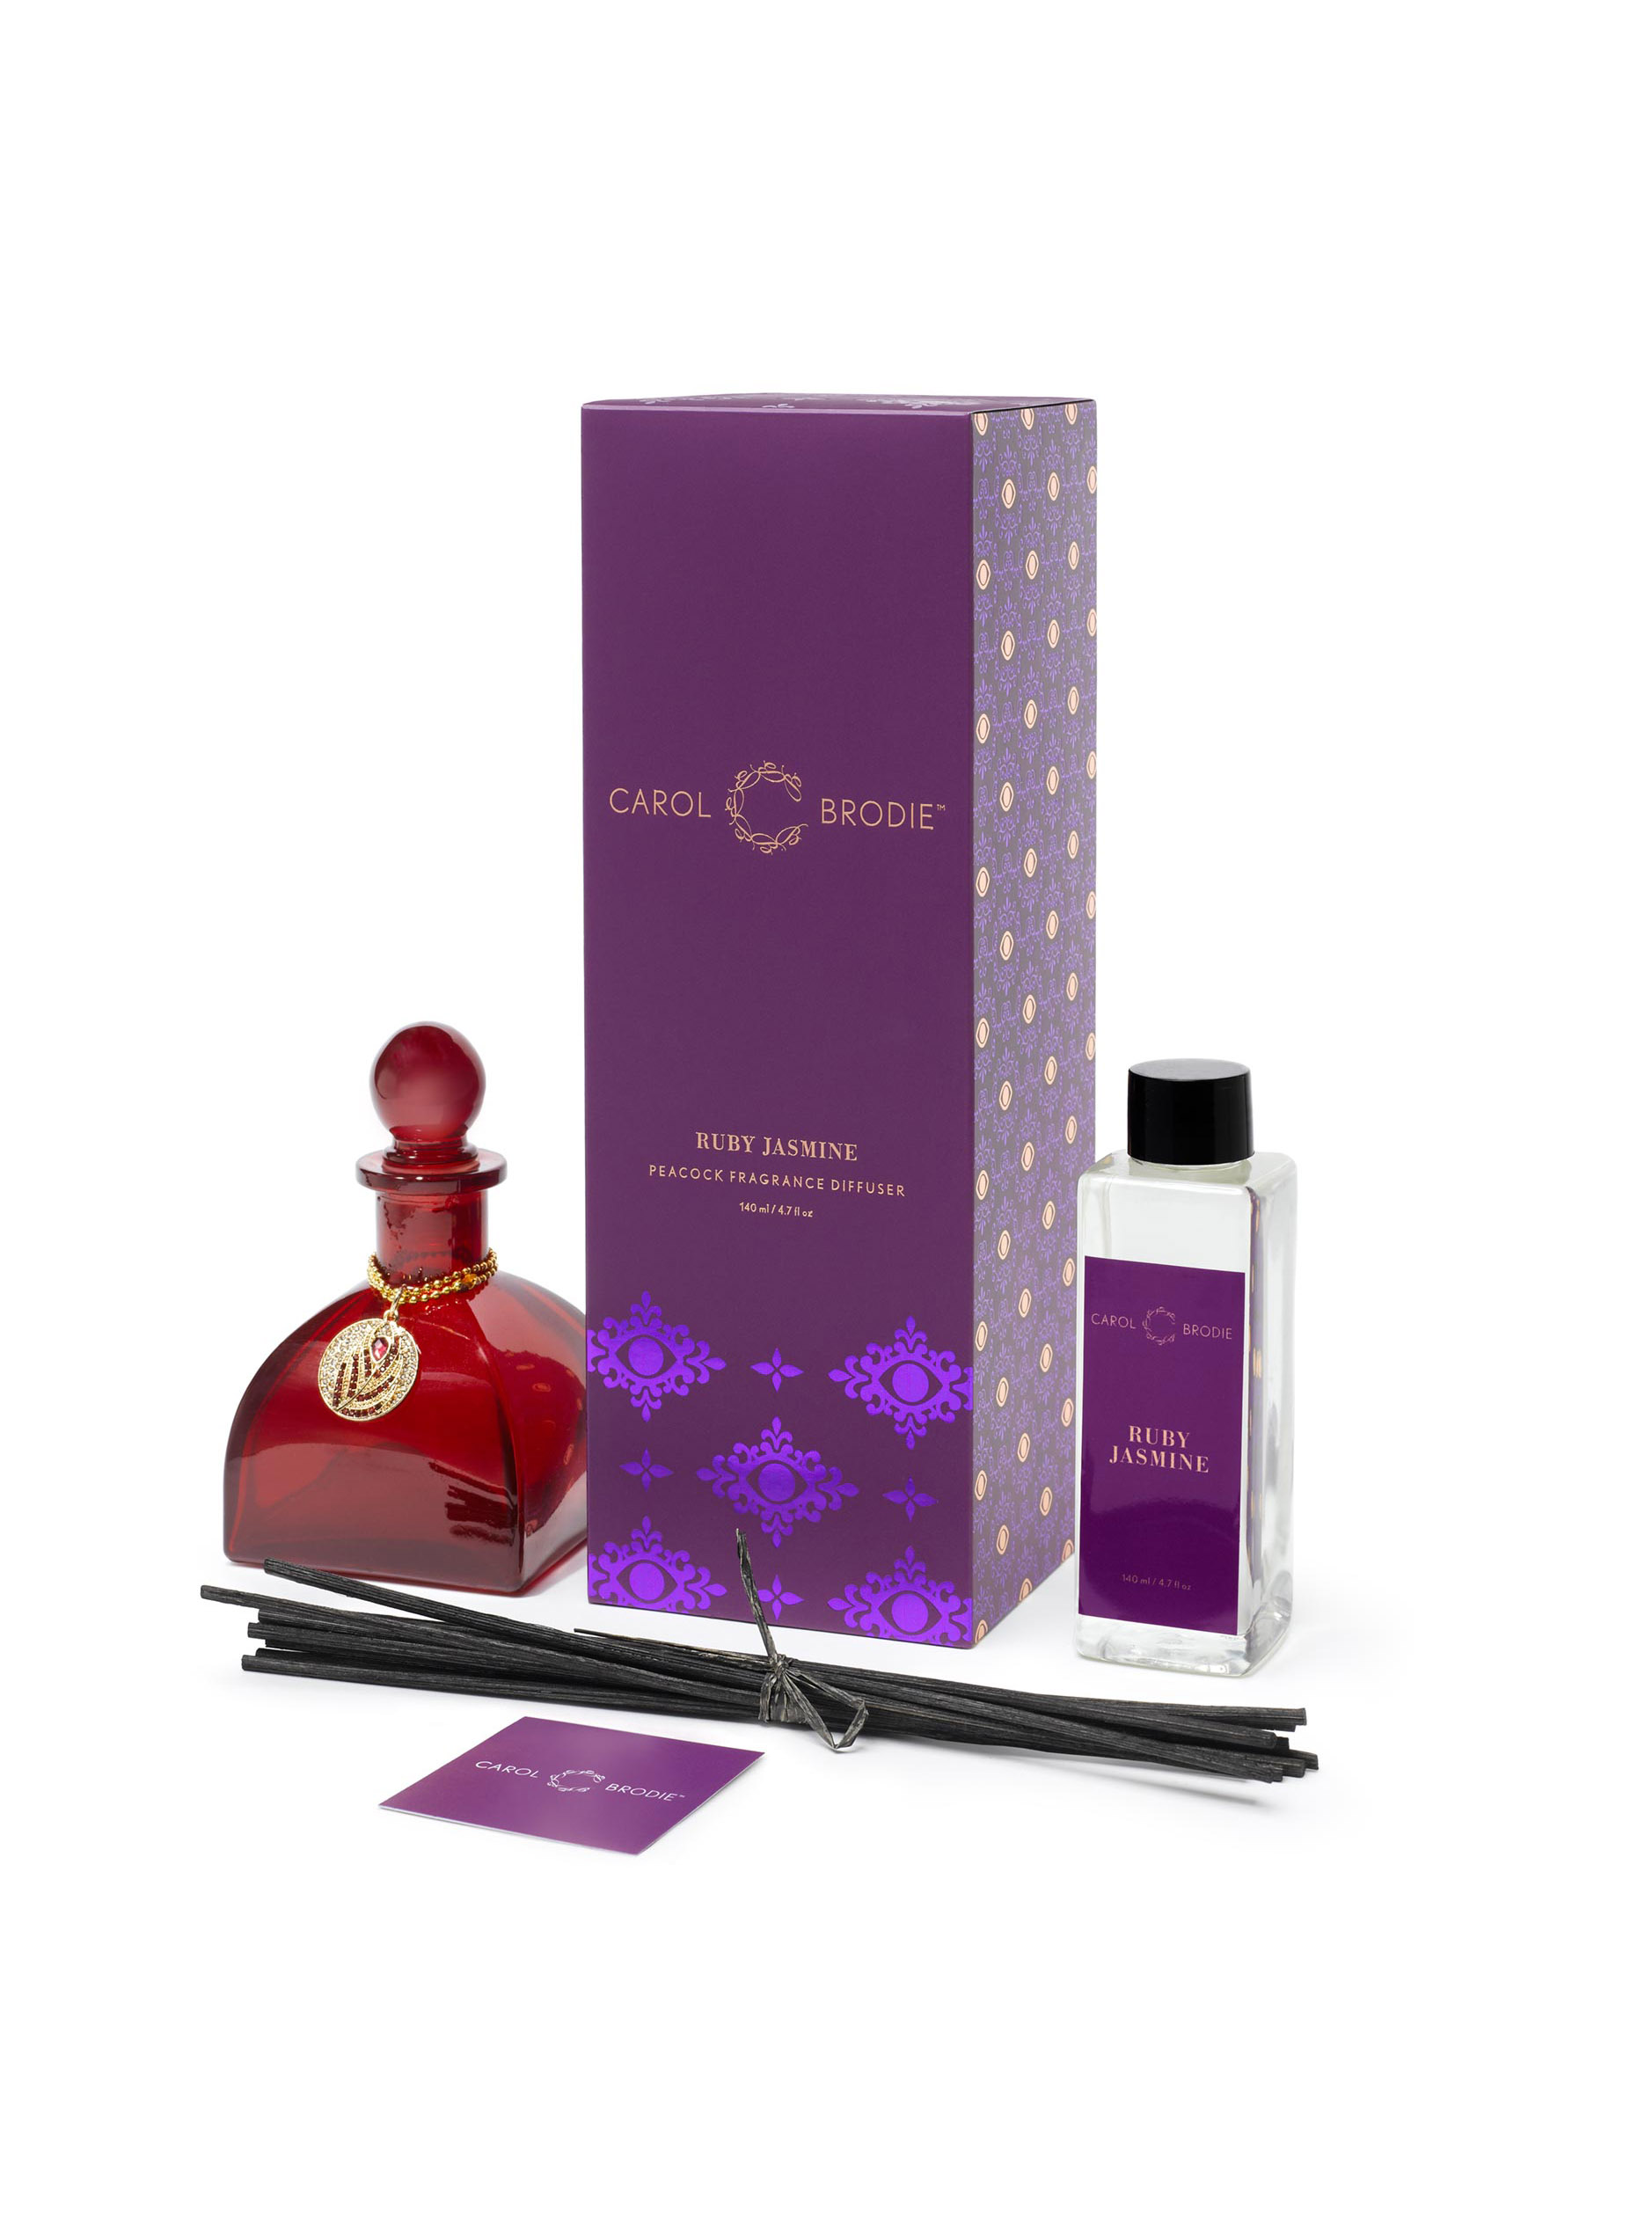 CAROL BRODIE™
RUBY JASMINE
PEACOCK FRAGRANCE DIFFUSER
140 ml / 4.7 fl oz
CAROL BRODIE
RUBY
JASMINE
140 ml / 4.7 fl oz
CAROL BRODIE™